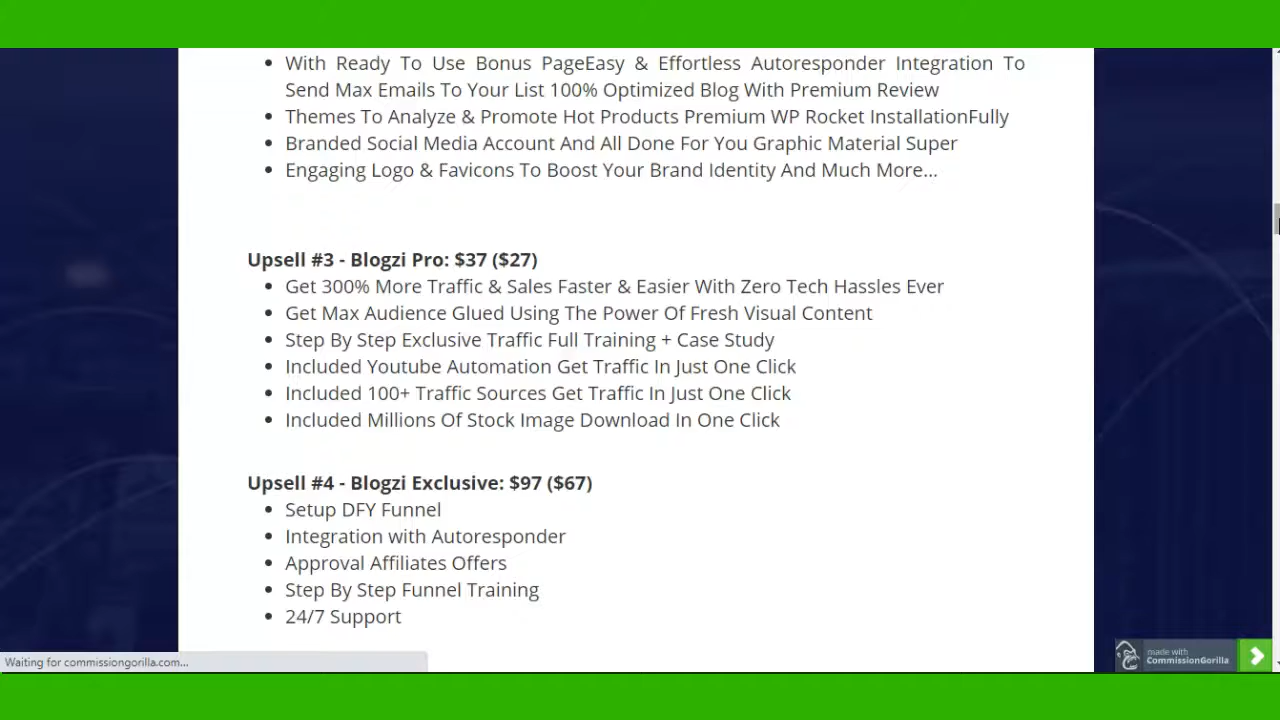 With Ready To Use Bonus PageEasy & Effortless Autoresponder Integration To
Send Max Emails To Your List 100% Optimized Blog With Premium Review
Themes To Analyze & Promote Hot Products Premium WP Rocket InstallationFully
Branded Social Media Account And All Done For You Graphic Material Super
Engaging Logo & Favicons To Boost Your Brand Identity And Much More...
Upsell #3 - Blogzi Pro: $37 ($27)
Get 300% More Traffic & Sales Faster & Easier With Zero Tech Hassles Ever
Get Max Audience Glued Using The Power Of Fresh Visual Content
Step By Step Exclusive Traffic Full Training + Case Study
Included Youtube Automation Get Traffic In Just One Click
Included 100+ Traffic Sources Get Traffic In Just One Click
Included Millions Of Stock Image Download In One Click
Upsell #4 - Blogzi Exclusive: $97 ($67)
Setup DFY Funnel
Integration with Autoresponder
Approval Affiliates Offers
Step By Step Funnel Training
24/7 Support
Waiting for commissiongorilla.com...
made with
CommissionGorilla